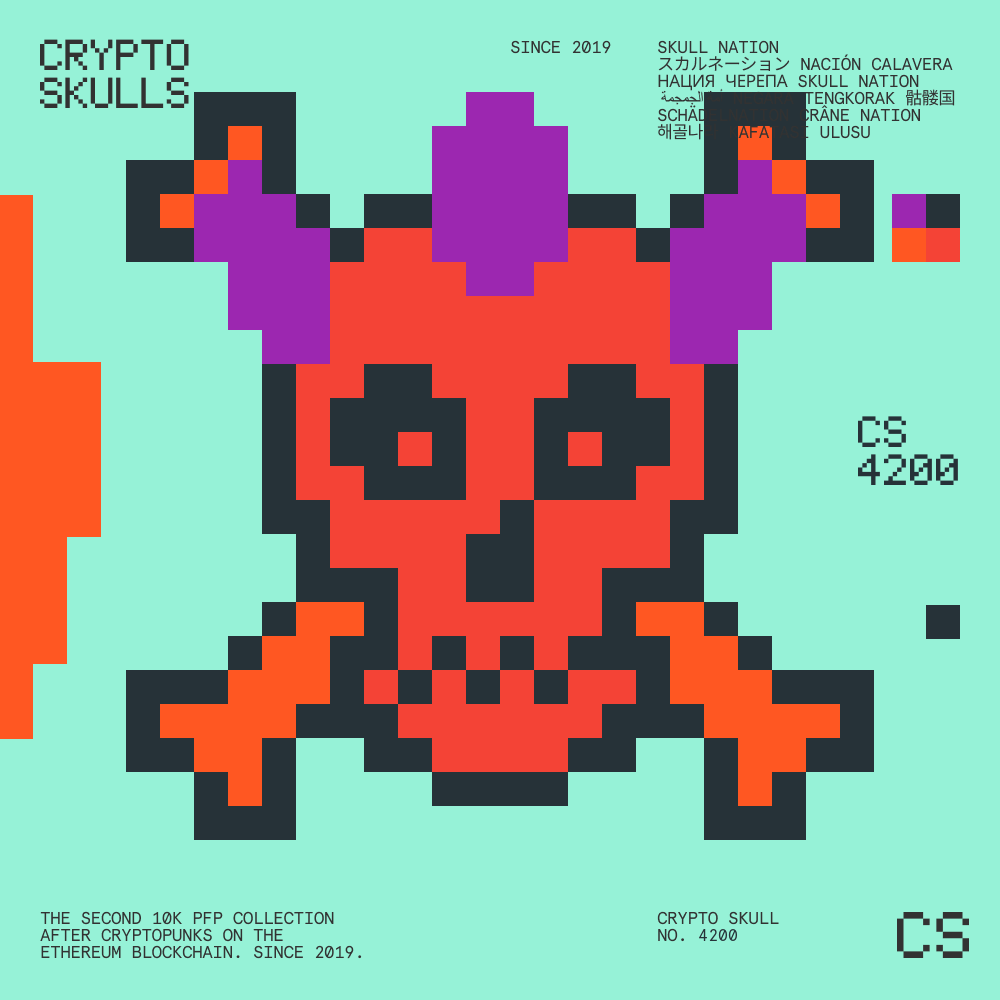 CRYPTO
SKULLS
SINCE 2019
SKULL NATION
スカルネーション NACIÓN CALAVERA
НАЦИЯ ЧЕРЕПА SKULL NATION
الجمجمة TENGKORAK 骷髅国
CRÂNE NATION
해골나 ULUSU
CS
4200
THE SECOND 10K PFP COLLECTION
AFTER CRYPTOPUNKS ON THE
ETHEREUM BLOCKCHAIN. SINCE 2019.
CRYPTO SKULL
NO. 4200
CS